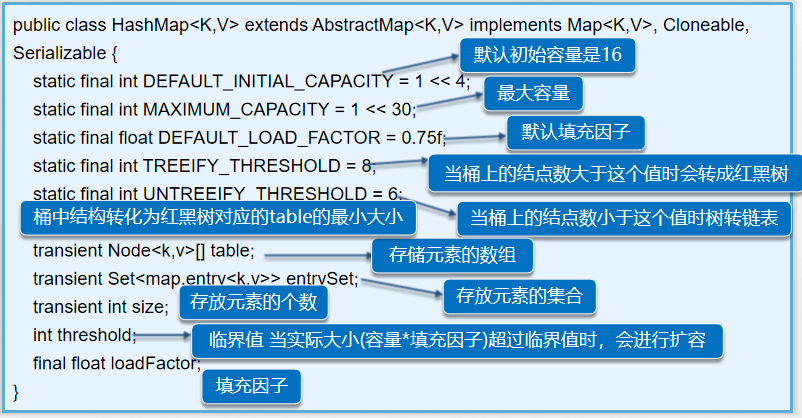 public class HashMap<K,V> extends AbstractMap<K,V> implements Map<K,V>, Cloneable,
Serializable {
默认初始容量是16
static final int DEFAULT_INITIAL_CAPACITY = 1 << 4;
最大容量
static final int MAXIMUM_CAPACITY = 1 << 30;
默认填充因子
static final float DEFAULT_LOAD_FACTOR = 0.75f;
static final int TREEIFY_THRESHOLD = 8;
当桶上的结点数大于这个值时会转成红黑树
static final int UNTREEIFY_THRESHOLD = 6;
桶中结构转化为红黑树对应的table的最小大小
当桶上的结点数小于这个值时树转链表
transient Node<k,v>[] table;
存储元素的数组
transient Set<map.entry<k,v>> entrySet;
存放元素的集合
transient int size;
存放元素的个数
int threshold;
临界值 当实际大小(容量*填充因子)超过临界值时，会进行扩容
final float loadFactor;
填充因子
}